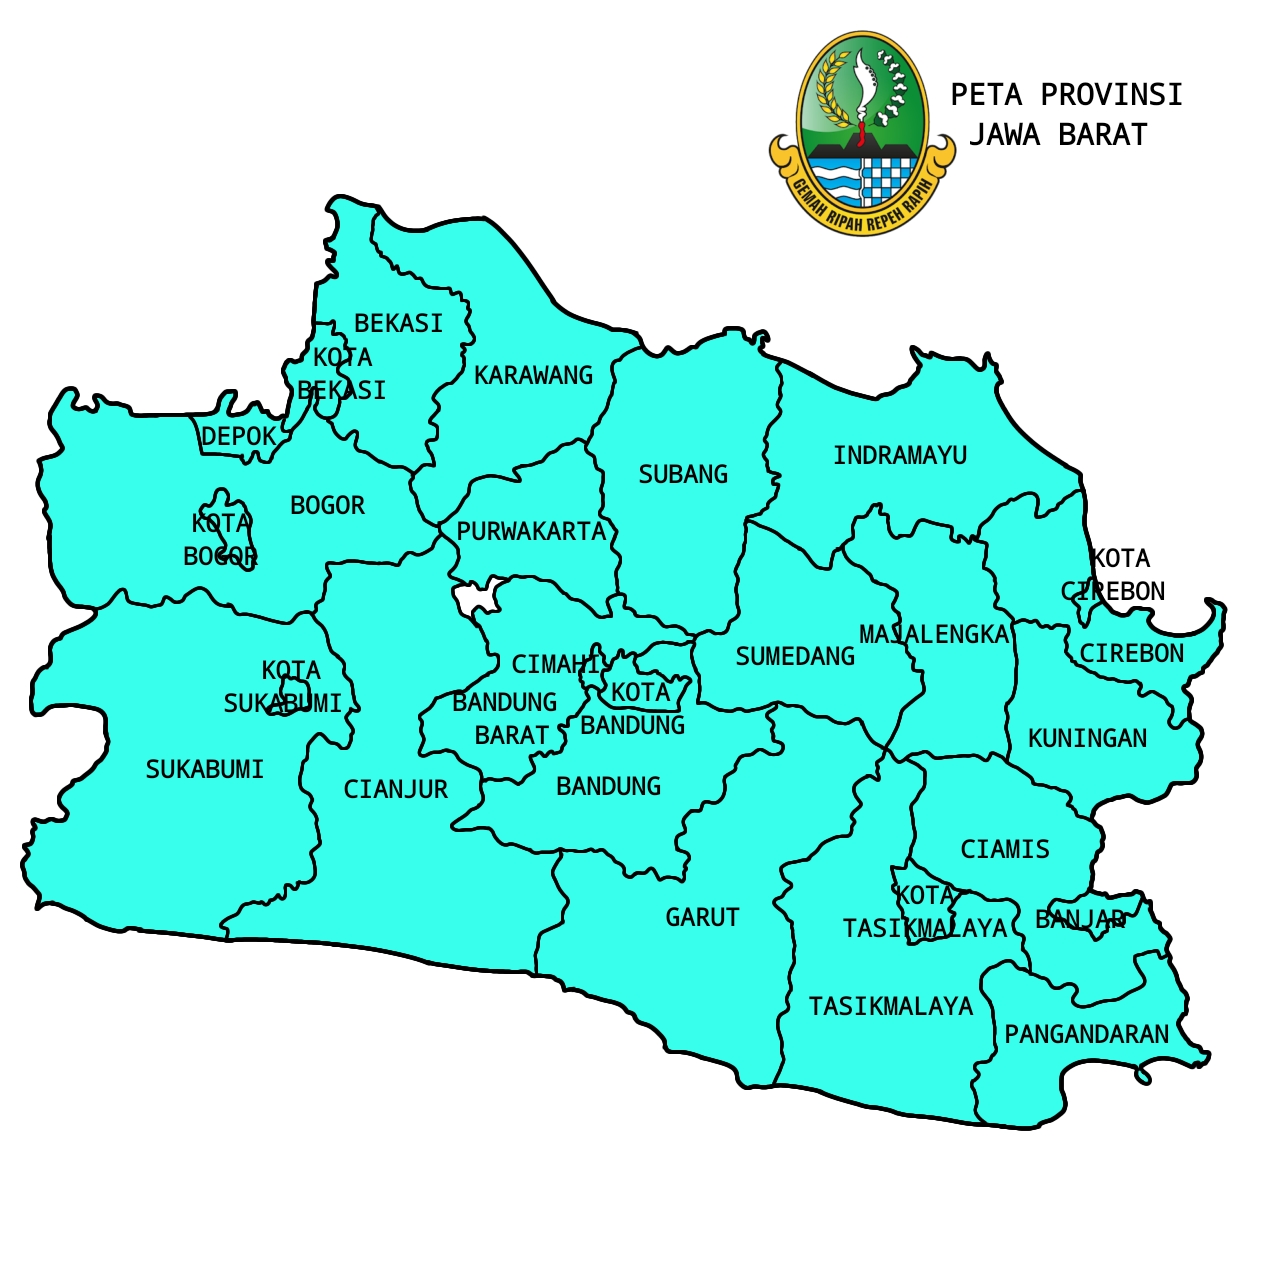 PETA PROVINSI
JAWA BARAT
GEMAH RIPAH REPEH RAPIH
BEKASI
KOTA
BEKASI
KARAWANG
DEPOK
INDRAMAYU
SUBANG
BOGOR
KOTA
BOGOR
PURWAKARTA
KOTA
CIREBON
MAJALENGKA
SUMEDANG
CIREBON
CIMAHI
KOTA
SUKABUMI
BANDUNG
BARAT
KOTA
BANDUNG
KUNINGAN
SUKABUMI
CIANJUR
BANDUNG
CIAMIS
KOTA
TASIKMALAYA
BANJAR
GARUT
TASIKMALAYA
PANGANDARAN